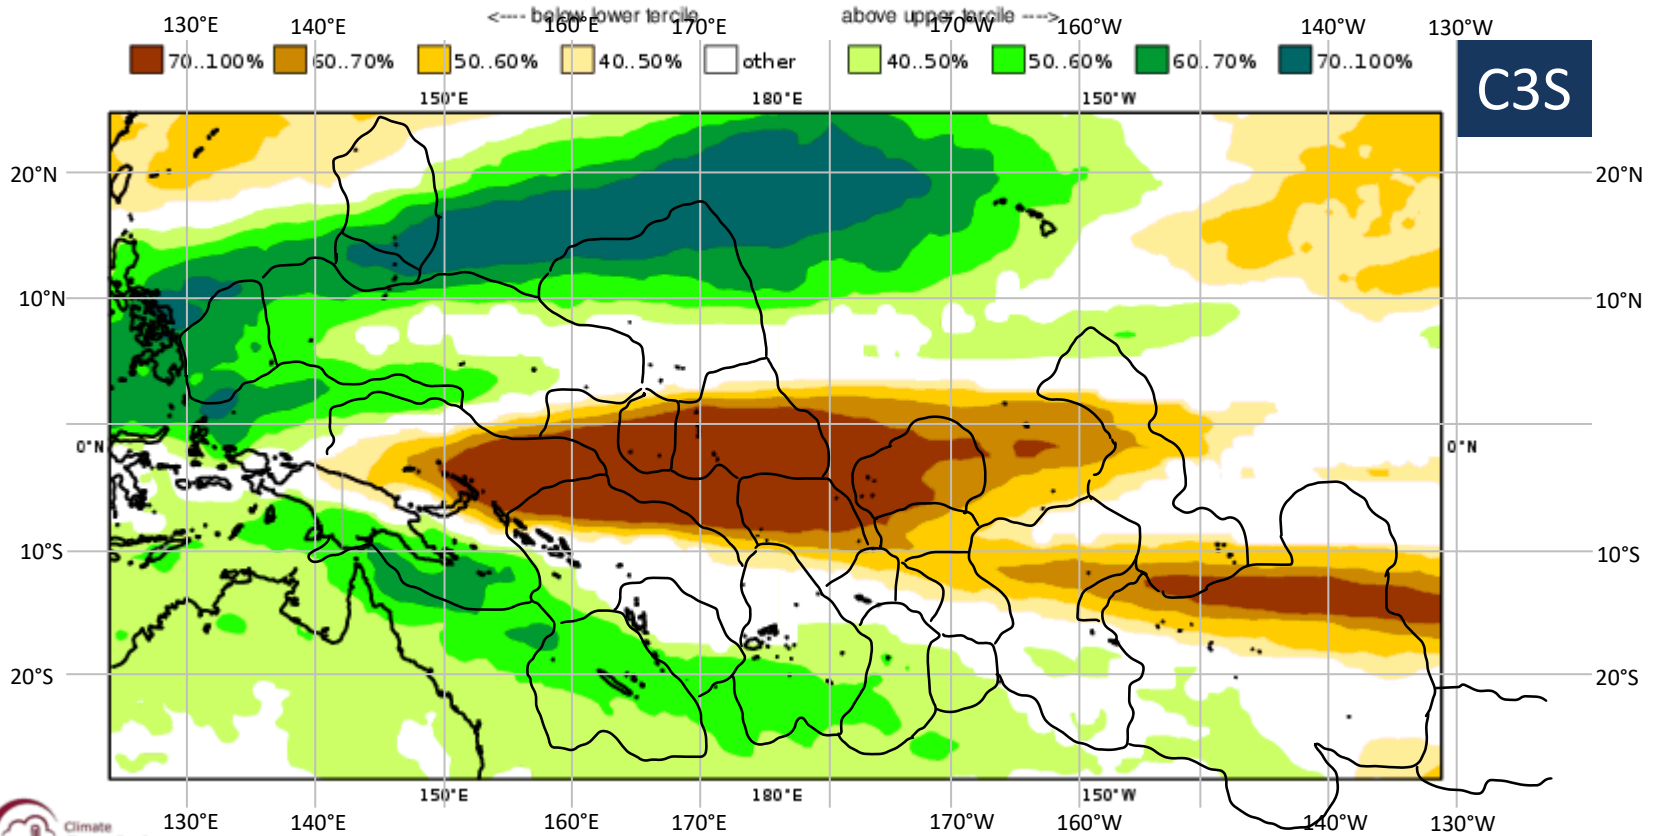 <---- below lower tercile above upper tercile ---->
130°E 140°E 160°E 170°E 170°W 160°W 140°W 130°W
70..100% 60..70% 50..60% 40..50% other 40..50% 50..60% 60..70% 70..100%
C3S
150°E 180°E 150°W
20°N 20°N
10°N 10°N
0°N 0°N
10°S 10°S
20°S 20°S
150°E 180°E 150°W
130°E 140°E 160°E 170°E 170°W 160°W 140°W 130°W
Climate